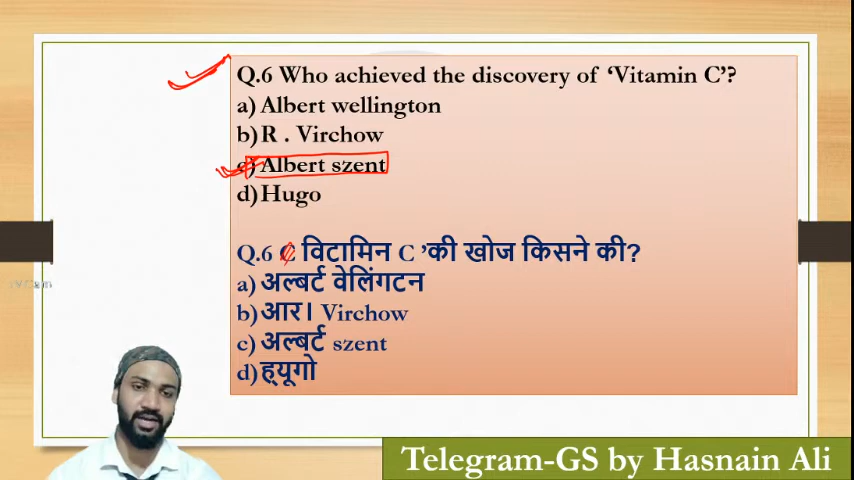 Q.6 Who achieved the discovery of ‘Vitamin C’?
a) Albert wellington
b) R . Virchow
c) Albert szent
d) Hugo
Q.6 C विटामिन C ’की खोज किसने की?
a) अल्बर्ट वेलिंगटन
b) आर। Virchow
c) अल्बर्ट szent
d) ह्यूगो
Telegram-GS by Hasnain Ali